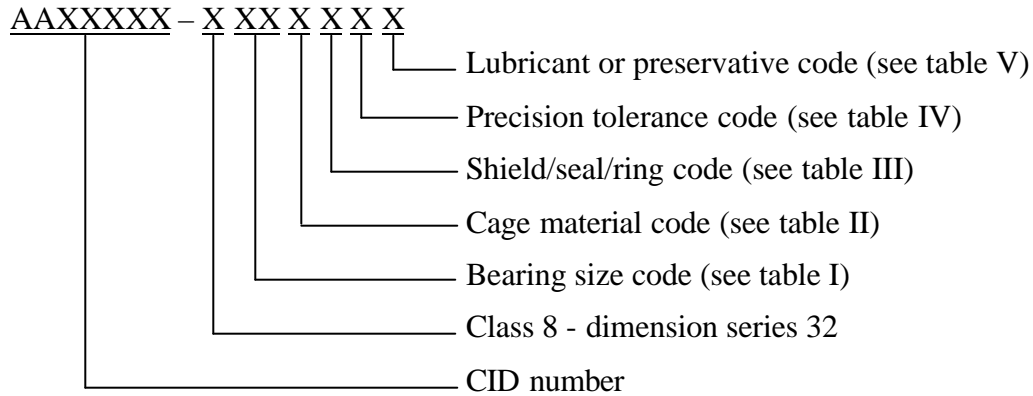 AAXXXXX – X XX X X X X
Lubricant or preservative code (see table V)
Precision tolerance code (see table IV)
Shield/seal/ring code (see table III)
Cage material code (see table II)
Bearing size code (see table I)
Class 8 - dimension series 32
CID number